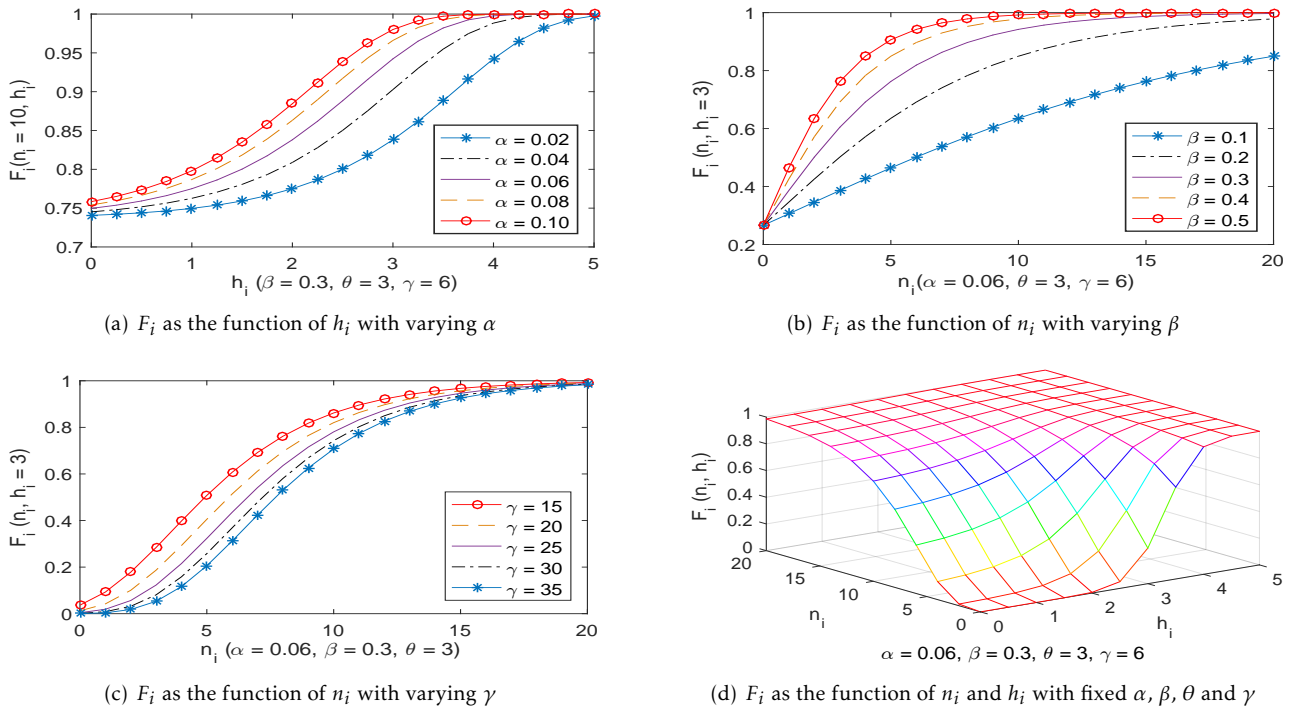 F_i(n_i = 10, h_i)
1
0.95
0.9
0.85
0.8
0.75
0.7
0 1 2 3 4 5
α = 0.02
α = 0.04
α = 0.06
α = 0.08
α = 0.10
h_i (β = 0.3, θ = 3, γ = 6)
(a) F_i as the function of h_i with varying α
F_i (n_i, h_i = 3)
1
0.8
0.6
0.4
0.2
0 5 10 15 20
β = 0.1
β = 0.2
β = 0.3
β = 0.4
β = 0.5
n_i(α = 0.06, θ = 3, γ = 6)
(b) F_i as the function of n_i with varying β
F_i (n_i, h_i = 3)
1
0.8
0.6
0.4
0.2
0
0 5 10 15 20
γ = 15
γ = 20
γ = 25
γ = 30
γ = 35
n_i (α = 0.06, β = 0.3, θ = 3)
(c) F_i as the function of n_i with varying γ
F_i (n_i, h_i)
1
0.8
0.6
0.4
0.2
0
20
15
10
5
0
n_i
0
1
2
3
4
5
h_i
α = 0.06, β = 0.3, θ = 3, γ = 6
(d) F_i as the function of n_i and h_i with fixed α, β, θ and γ